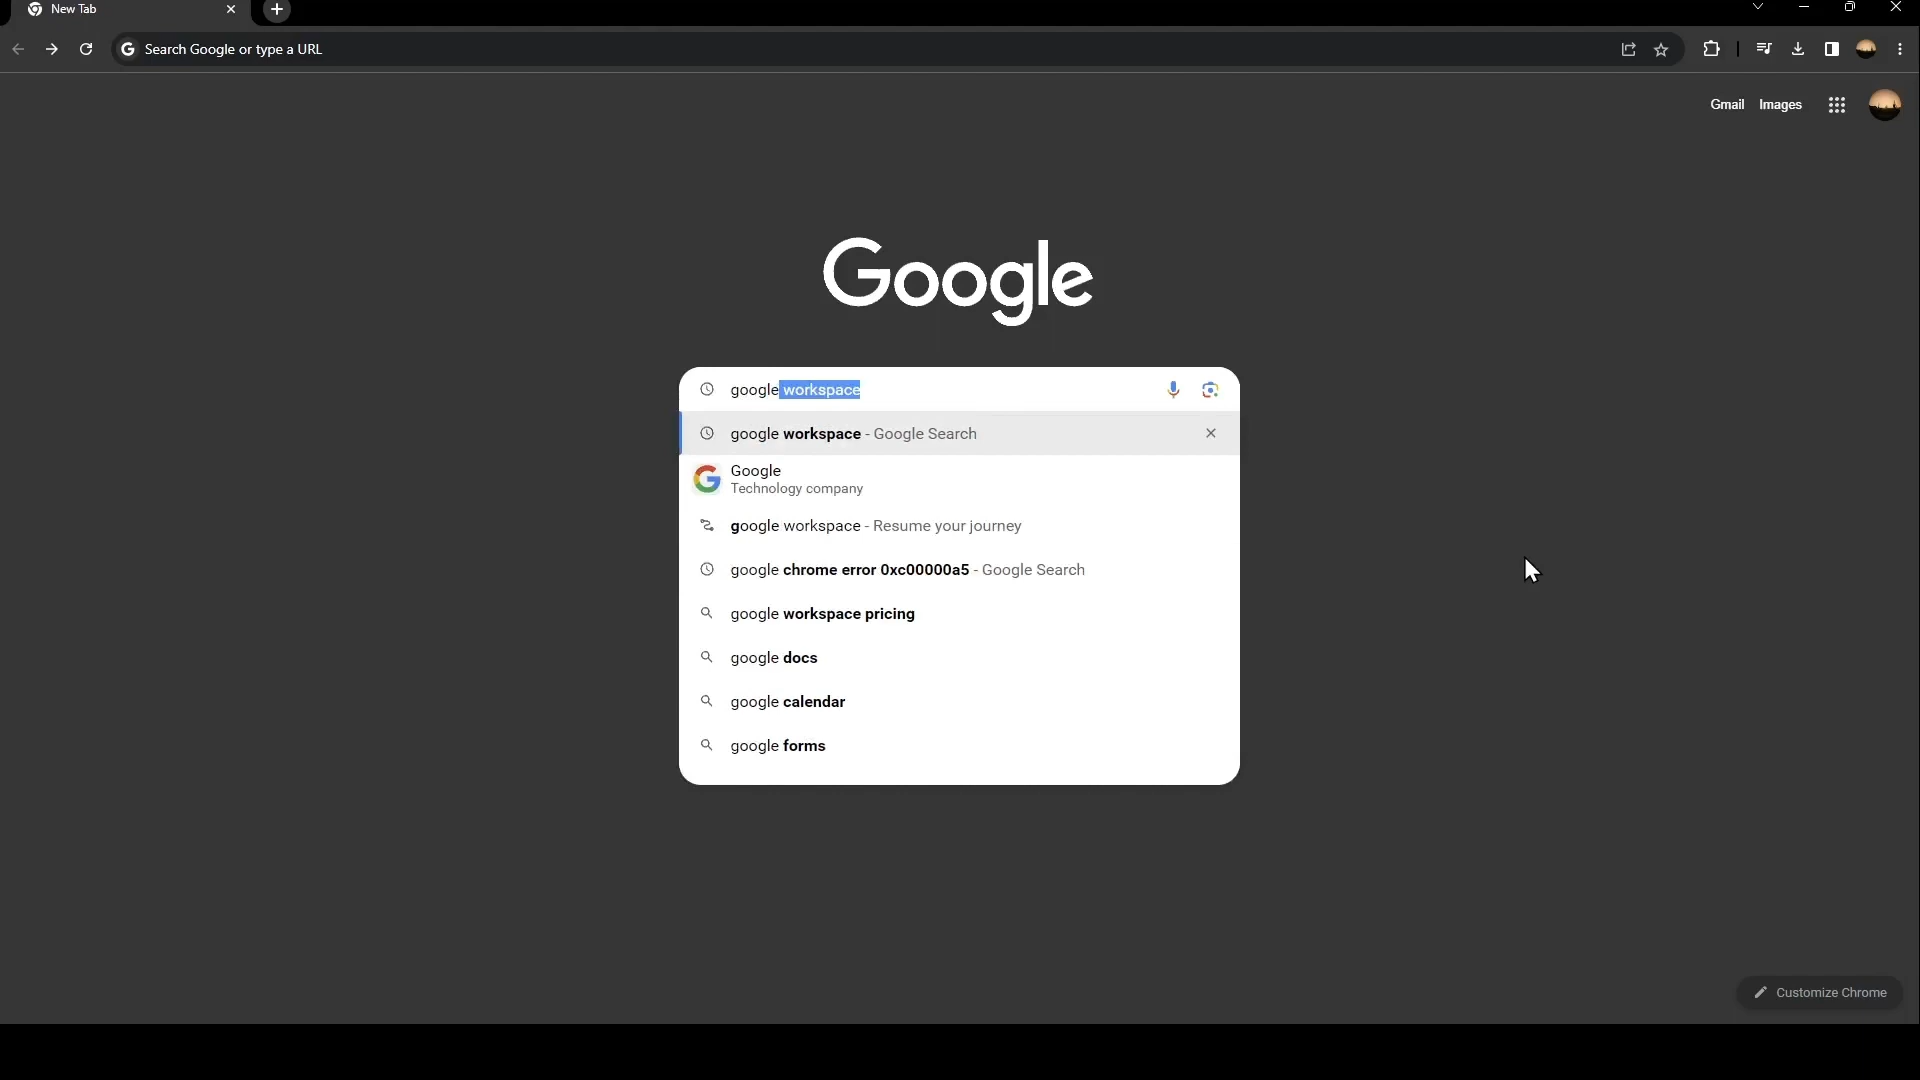 New Tab
Search Google or type a URL
Gmail Images
Google
google workspace
google workspace - Google Search
Google
Technology company
google workspace - Resume your journey
google chrome error 0xc00000a5 - Google Search
google workspace pricing
google docs
google calendar
google forms
Customize Chrome